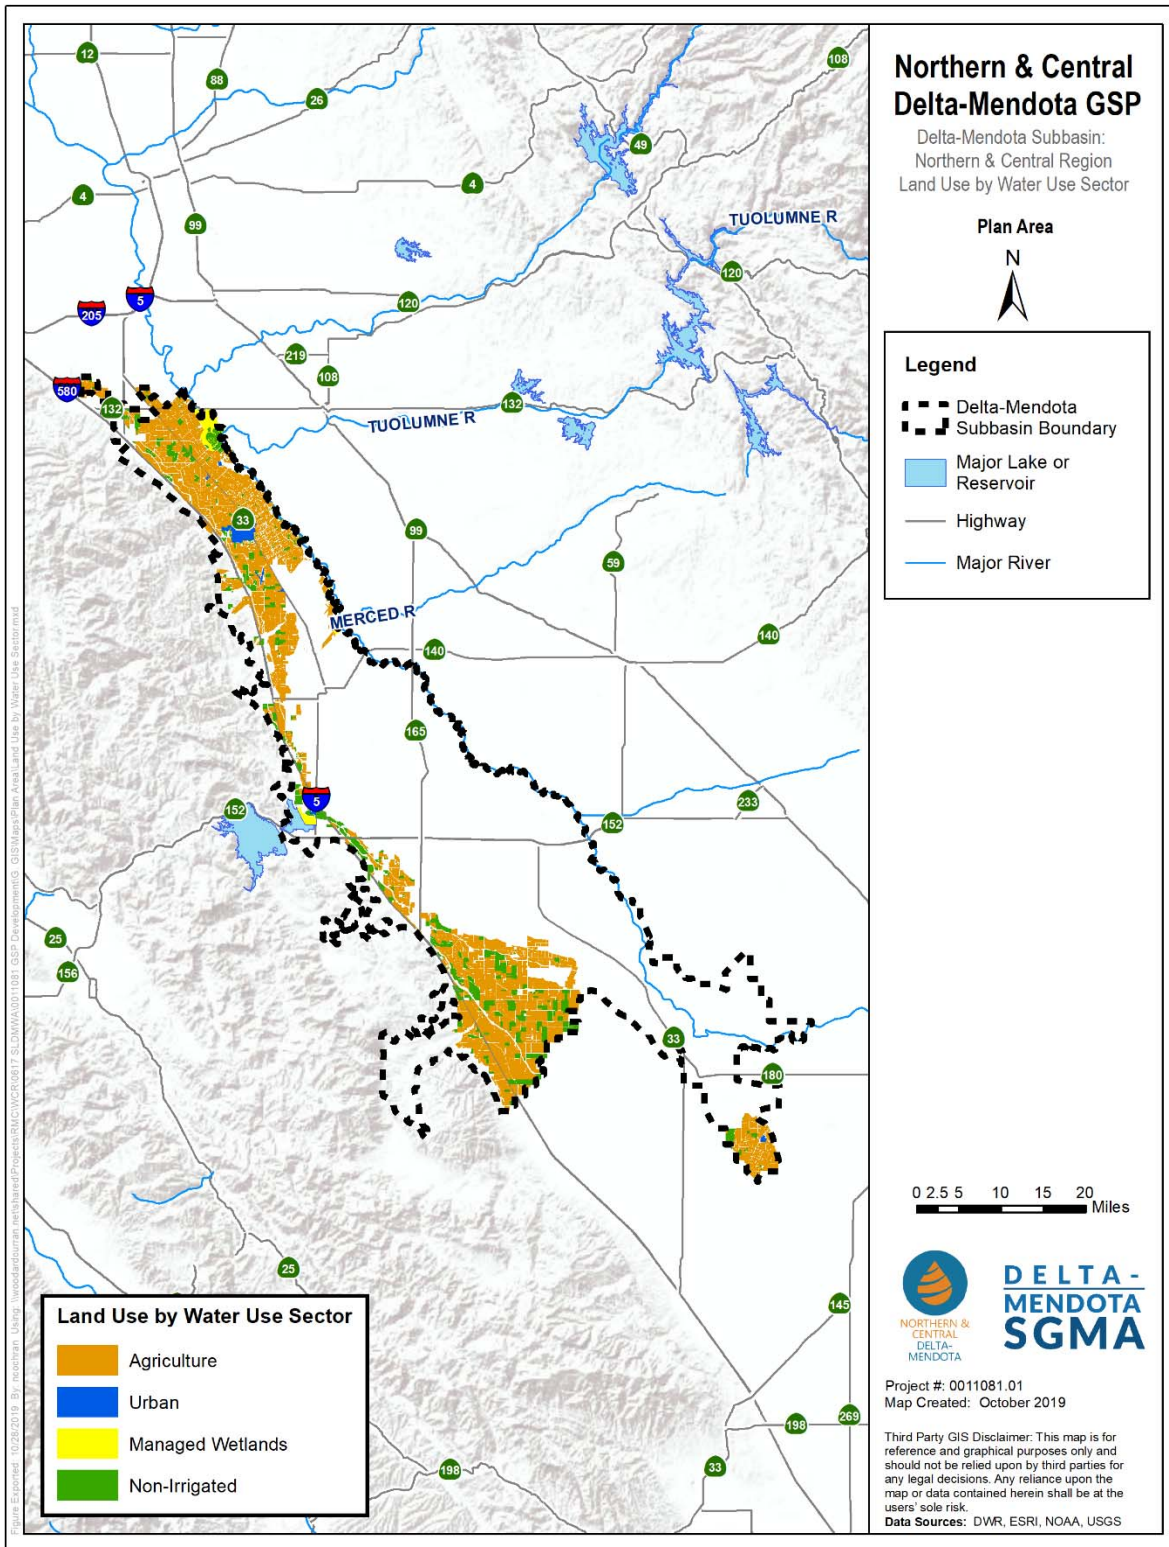 Northern & Central
Delta-Mendota GSP
Delta-Mendota Subbasin:
Northern & Central Region
Land Use by Water Use Sector
Plan Area
N
Legend
Delta-Mendota
Subbasin Boundary
Major Lake or
Reservoir
Highway
Major River
12
88
26
108
49
4
4
99
TUOLUMNE R
120
5
205
120
219
108
580
132
132
TUOLUMNE R
33
99
59
MERCED R
140
140
165
5
152
233
152
25
156
33
180
25
145
269
198
198
33
0 2.5 5 10 15 20
Miles
NORTHERN &
CENTRAL
DELTA-
MENDOTA
DELTA-
MENDOTA
SGMA
Project #: 0011081.01
Map Created: October 2019
Third Party GIS Disclaimer: This map is for
reference and graphical purposes only and
should not be relied upon by third parties for
any legal decisions. Any reliance upon the
map or data contained herein shall be at the
users' sole risk.
Data Sources: DWR, ESRI, NOAA, USGS
Land Use by Water Use Sector
Agriculture
Urban
Managed Wetlands
Non-Irrigated
Figure Exported: 10/28/2019 By: ncochran Using: